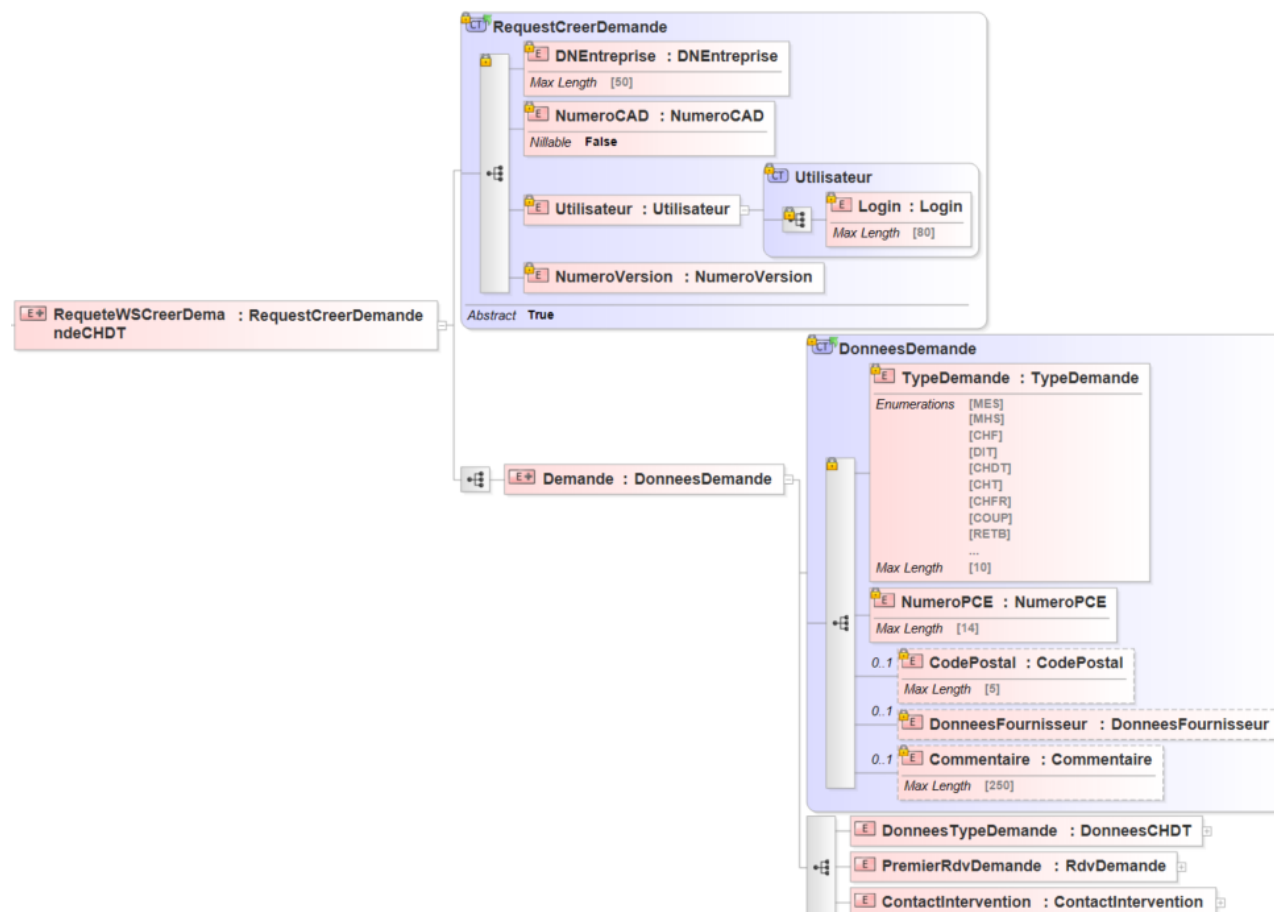 CT RequestCreerDemande
E DNEntreprise : DNEntreprise
Max Length [50]
E NumeroCAD : NumeroCAD
Nillable False
E Utilisateur : Utilisateur
CT Utilisateur
E Login : Login
Max Length [80]
E NumeroVersion : NumeroVersion
Abstract True
E RequeteWSCreerDema : RequestCreerDemande
ndeCHDT
CT DonneesDemande
E TypeDemande : TypeDemande
Enumerations [MES]
[MHS]
[CHF]
[DIT]
[CHDT]
[CHT]
[CHFR]
[COUP]
[RETB]
...
Max Length [10]
E Demande : DonneesDemande
E NumeroPCE : NumeroPCE
Max Length [14]
0..1 E CodePostal : CodePostal
Max Length [5]
0..1 E DonneesFournisseur : DonneesFournisseur
0..1 E Commentaire : Commentaire
Max Length [250]
E DonneesTypeDemande : DonneesCHDT
E PremierRdvDemande : RdvDemande
E ContactIntervention : ContactIntervention